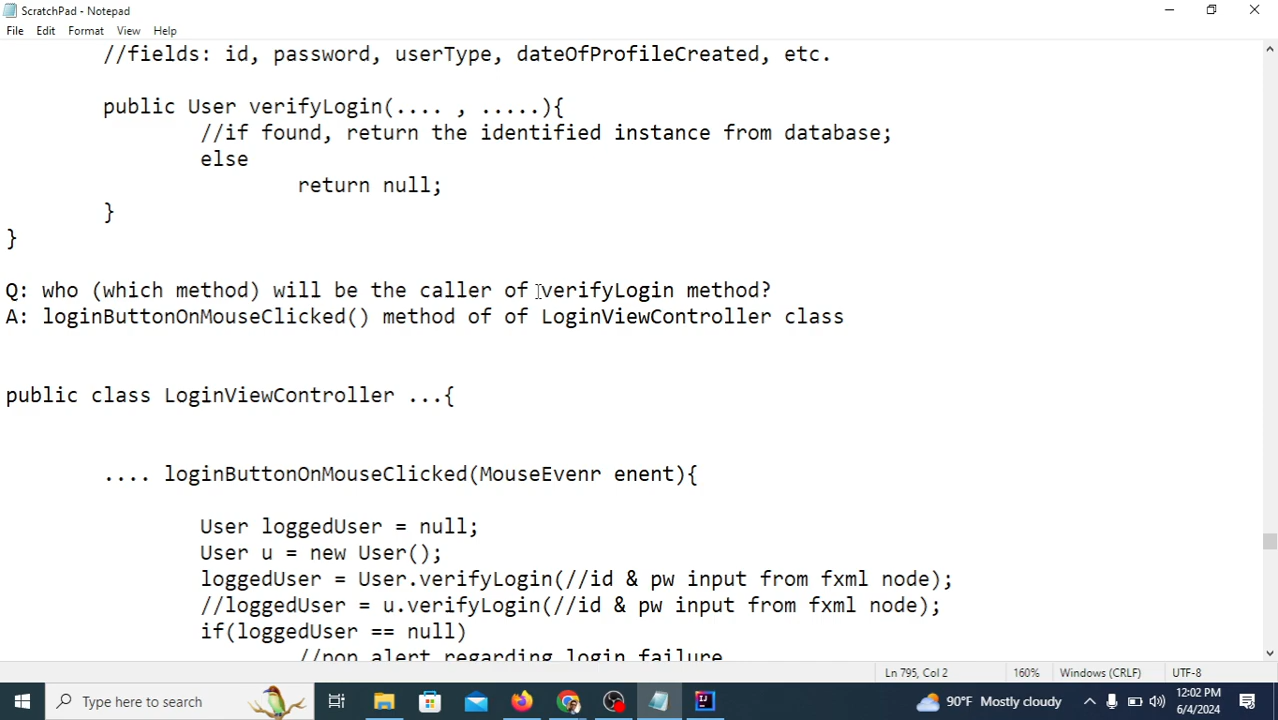 ScratchPad - Notepad
File Edit Format View Help
//fields: id, password, userType, dateOfProfileCreated, etc.
public User verifyLogin(.... , .....){
//if found, return the identified instance from database;
else
return null;
}
}
Q: who (which method) will be the caller of verifyLogin method?
A: loginButtonOnMouseClicked() method of of LoginViewController class
public class LoginViewController ...{
.... loginButtonOnMouseClicked(MouseEvenr enent){
User loggedUser = null;
User u = new User();
loggedUser = User.verifyLogin(//id & pw input from fxml node);
//loggedUser = u.verifyLogin(//id & pw input from fxml node);
if(loggedUser == null)
//pop alert regarding login failure
Ln 795, Col 2 160% Windows (CRLF) UTF-8
Type here to search 90°F Mostly cloudy 12:02 PM
6/4/2024